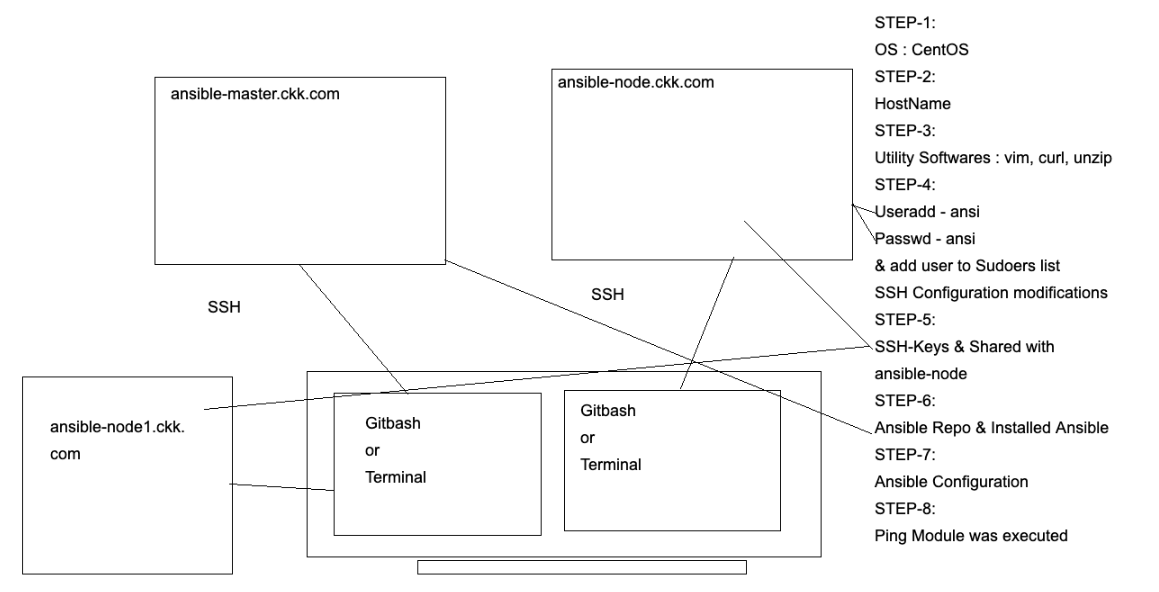 ansible-master.ckk.com
ansible-node.ckk.com
SSH
SSH
ansible-node1.ckk.
com
Gitbash
or
Terminal
Gitbash
or
Terminal
STEP-1:
OS : CentOS
STEP-2:
HostName
STEP-3:
Utility Softwares : vim, curl, unzip
STEP-4:
Useradd - ansi
Passwd - ansi
& add user to Sudoers list
SSH Configuration modifications
STEP-5:
SSH-Keys & Shared with
ansible-node
STEP-6:
Ansible Repo & Installed Ansible
STEP-7:
Ansible Configuration
STEP-8:
Ping Module was executed